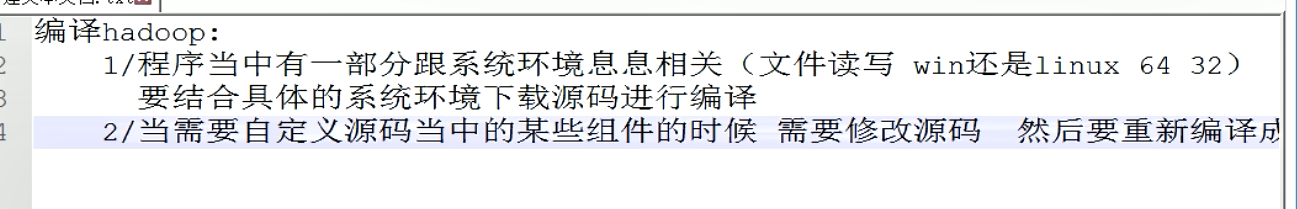 编译hadoop:
1/程序当中有一部分跟系统环境息息相关（文件读写 win还是linux 64 32）
要结合具体的系统环境下载源码进行编译
2/当需要自定义源码当中的某些组件的时候 需要修改源码  然后要重新编译成